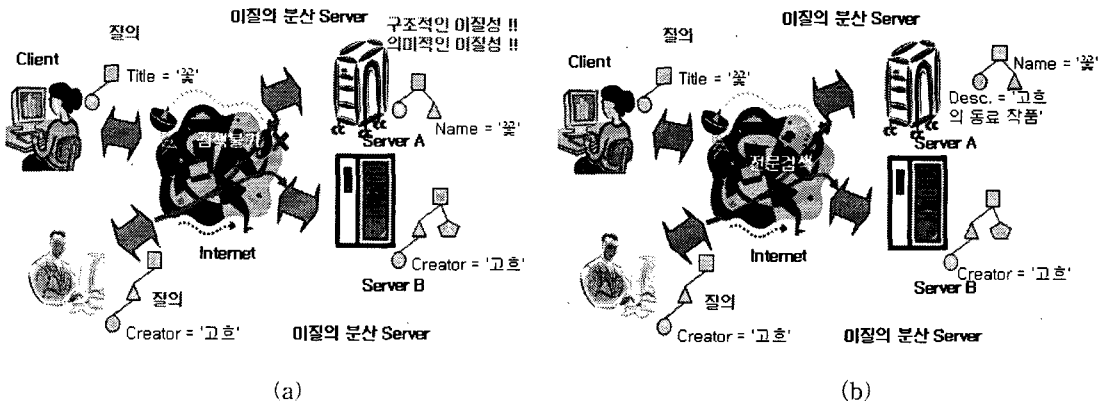 이질의 분산 Server
구조적인 이질성 !!
의미적인 이질성 !!
질의
Client
Title = '꽃'
Name = '꽃'
Server A
Internet
Server B
Creator = '고흐'
질의
Creator = '고흐'
이질의 분산 Server
(a)
이질의 분산 Server
질의
Client
Title = '꽃'
Name = '꽃'
Desc. = '고흐
의 동료 작품'
Server A
전문검색
Internet
Server B
Creator = '고흐'
질의
Creator = '고흐'
이질의 분산 Server
(b)